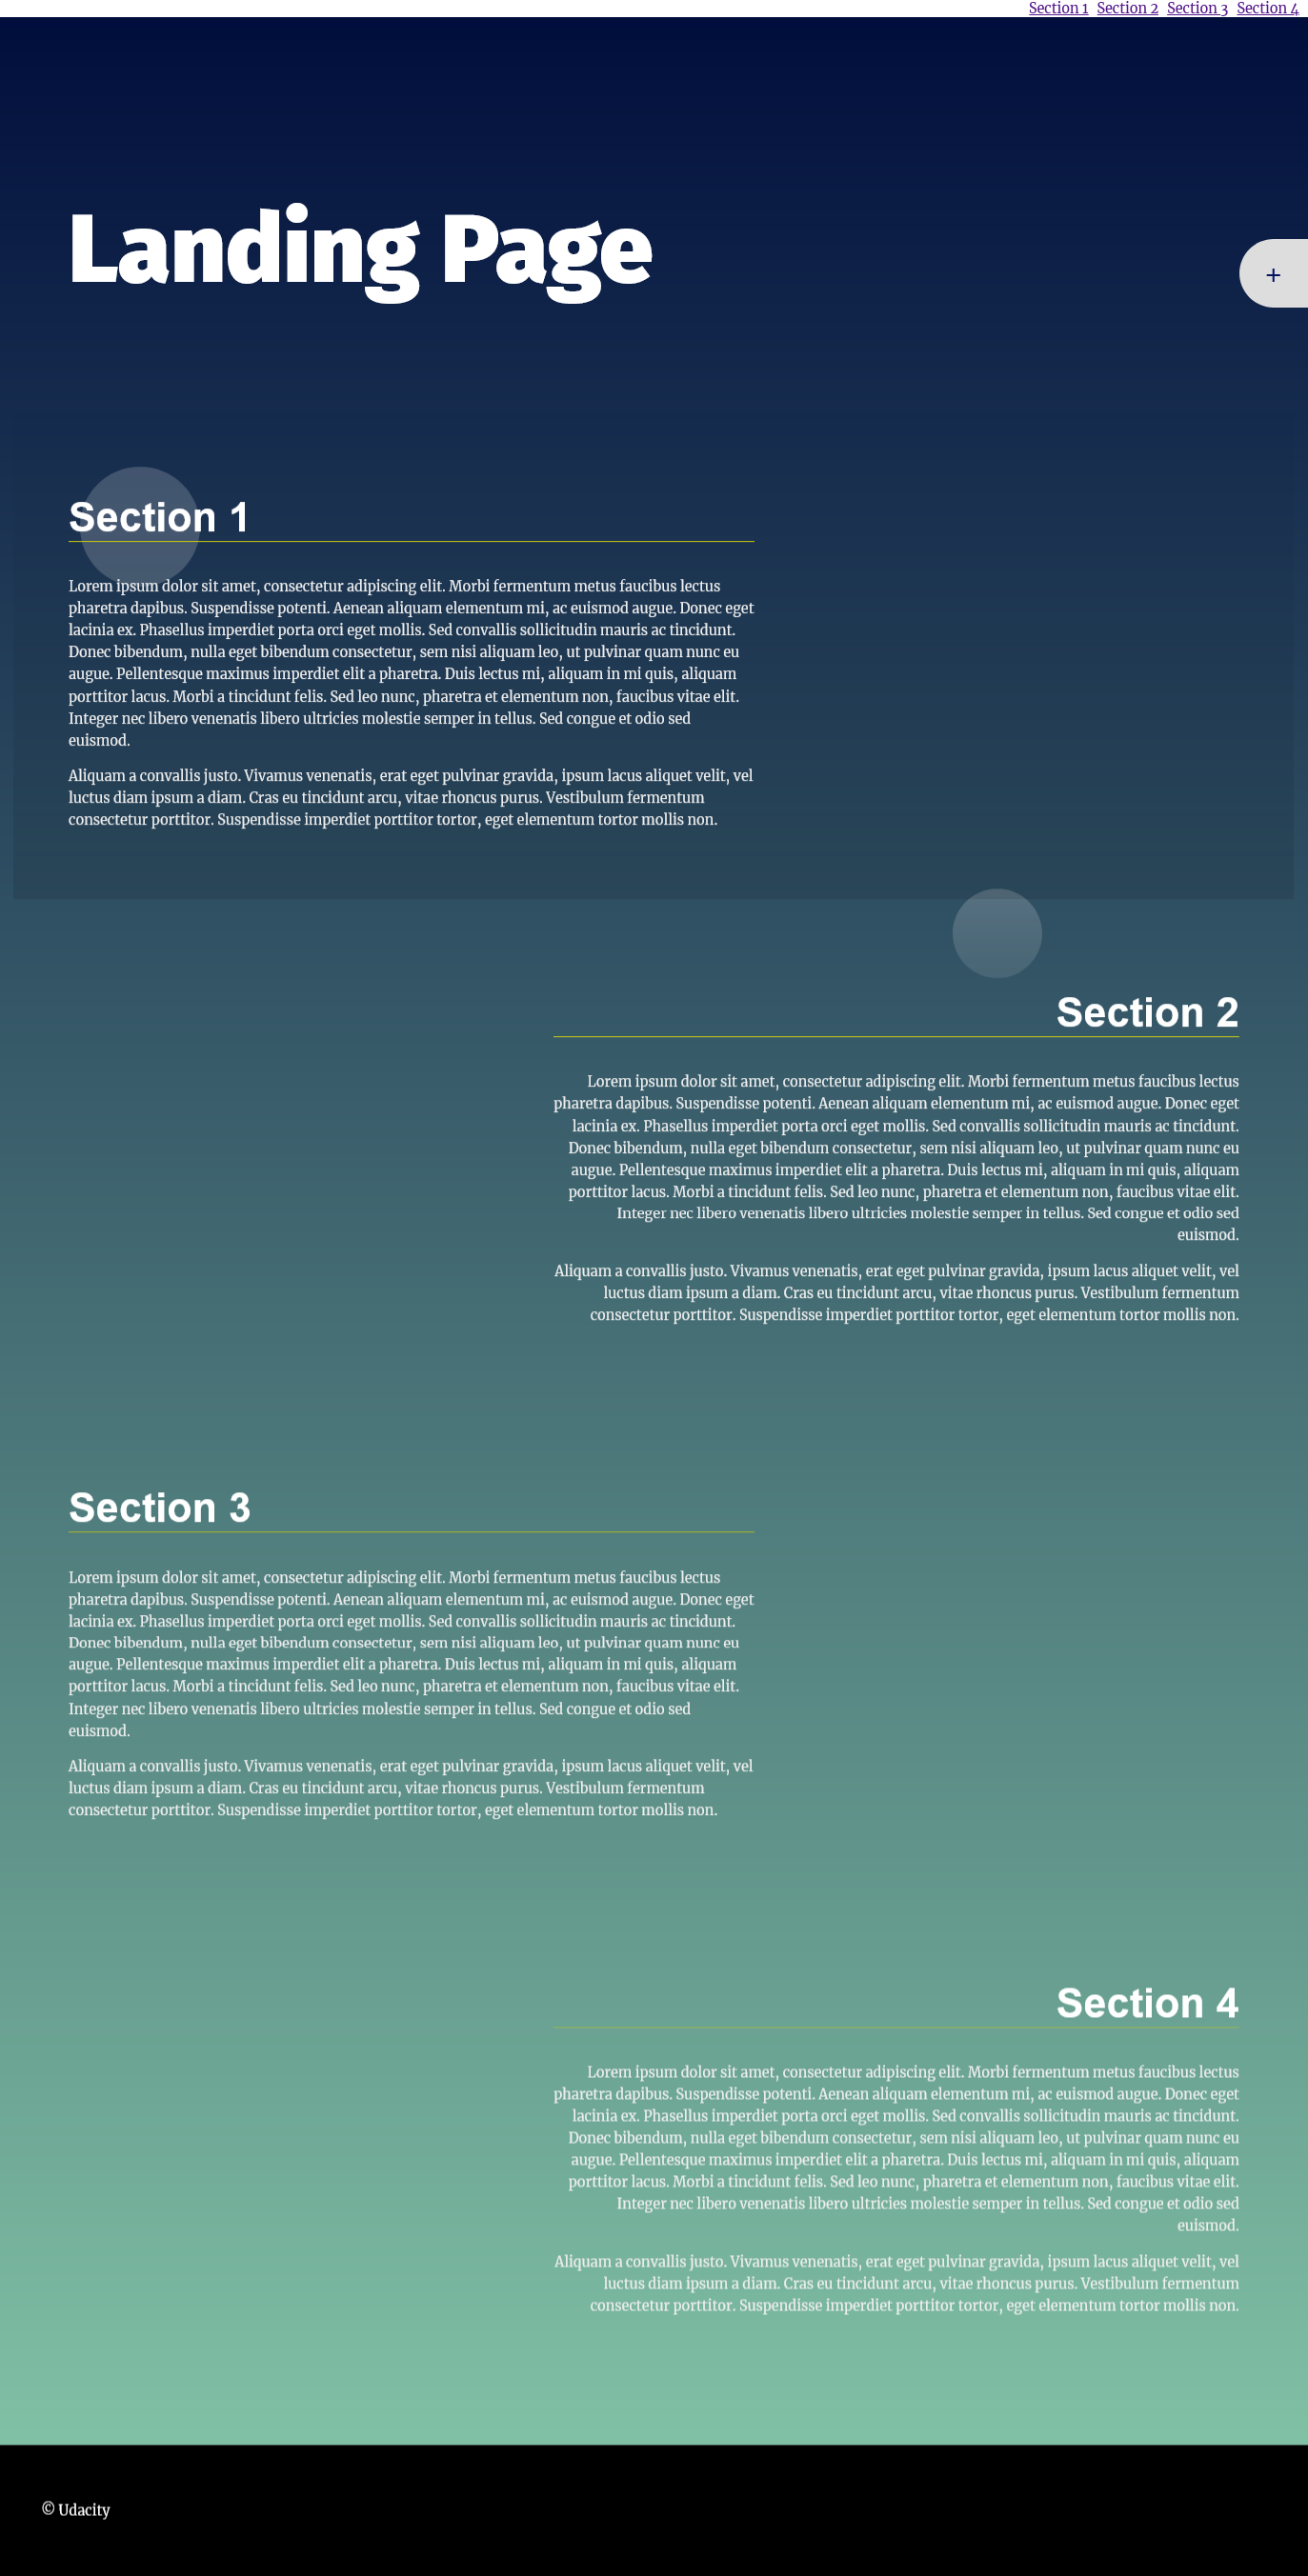 Section 1 Section 2 Section 3 Section 4
Landing Page
+
Section 1
Lorem ipsum dolor sit amet, consectetur adipiscing elit. Morbi fermentum metus faucibus lectus
pharetra dapibus. Suspendisse potenti. Aenean aliquam elementum mi, ac euismod augue. Donec eget
lacinia ex. Phasellus imperdiet porta orci eget mollis. Sed convallis sollicitudin mauris ac tincidunt.
Donec bibendum, nulla eget bibendum consectetur, sem nisi aliquam leo, ut pulvinar quam nunc eu
augue. Pellentesque maximus imperdiet elit a pharetra. Duis lectus mi, aliquam in mi quis, aliquam
porttitor lacus. Morbi a tincidunt felis. Sed leo nunc, pharetra et elementum non, faucibus vitae elit.
Integer nec libero venenatis libero ultricies molestie semper in tellus. Sed congue et odio sed
euismod.
Aliquam a convallis justo. Vivamus venenatis, erat eget pulvinar gravida, ipsum lacus aliquet velit, vel
luctus diam ipsum a diam. Cras eu tincidunt arcu, vitae rhoncus purus. Vestibulum fermentum
consectetur porttitor. Suspendisse imperdiet porttitor tortor, eget elementum tortor mollis non.
Section 2
Lorem ipsum dolor sit amet, consectetur adipiscing elit. Morbi fermentum metus faucibus lectus
pharetra dapibus. Suspendisse potenti. Aenean aliquam elementum mi, ac euismod augue. Donec eget
lacinia ex. Phasellus imperdiet porta orci eget mollis. Sed convallis sollicitudin mauris ac tincidunt.
Donec bibendum, nulla eget bibendum consectetur, sem nisi aliquam leo, ut pulvinar quam nunc eu
augue. Pellentesque maximus imperdiet elit a pharetra. Duis lectus mi, aliquam in mi quis, aliquam
porttitor lacus. Morbi a tincidunt felis. Sed leo nunc, pharetra et elementum non, faucibus vitae elit.
Integer nec libero venenatis libero ultricies molestie semper in tellus. Sed congue et odio sed
euismod.
Aliquam a convallis justo. Vivamus venenatis, erat eget pulvinar gravida, ipsum lacus aliquet velit, vel
luctus diam ipsum a diam. Cras eu tincidunt arcu, vitae rhoncus purus. Vestibulum fermentum
consectetur porttitor. Suspendisse imperdiet porttitor tortor, eget elementum tortor mollis non.
Section 3
Lorem ipsum dolor sit amet, consectetur adipiscing elit. Morbi fermentum metus faucibus lectus
pharetra dapibus. Suspendisse potenti. Aenean aliquam elementum mi, ac euismod augue. Donec eget
lacinia ex. Phasellus imperdiet porta orci eget mollis. Sed convallis sollicitudin mauris ac tincidunt.
Donec bibendum, nulla eget bibendum consectetur, sem nisi aliquam leo, ut pulvinar quam nunc eu
augue. Pellentesque maximus imperdiet elit a pharetra. Duis lectus mi, aliquam in mi quis, aliquam
porttitor lacus. Morbi a tincidunt felis. Sed leo nunc, pharetra et elementum non, faucibus vitae elit.
Integer nec libero venenatis libero ultricies molestie semper in tellus. Sed congue et odio sed
euismod.
Aliquam a convallis justo. Vivamus venenatis, erat eget pulvinar gravida, ipsum lacus aliquet velit, vel
luctus diam ipsum a diam. Cras eu tincidunt arcu, vitae rhoncus purus. Vestibulum fermentum
consectetur porttitor. Suspendisse imperdiet porttitor tortor, eget elementum tortor mollis non.
Section 4
Lorem ipsum dolor sit amet, consectetur adipiscing elit. Morbi fermentum metus faucibus lectus
pharetra dapibus. Suspendisse potenti. Aenean aliquam elementum mi, ac euismod augue. Donec eget
lacinia ex. Phasellus imperdiet porta orci eget mollis. Sed convallis sollicitudin mauris ac tincidunt.
Donec bibendum, nulla eget bibendum consectetur, sem nisi aliquam leo, ut pulvinar quam nunc eu
augue. Pellentesque maximus imperdiet elit a pharetra. Duis lectus mi, aliquam in mi quis, aliquam
porttitor lacus. Morbi a tincidunt felis. Sed leo nunc, pharetra et elementum non, faucibus vitae elit.
Integer nec libero venenatis libero ultricies molestie semper in tellus. Sed congue et odio sed
euismod.
Aliquam a convallis justo. Vivamus venenatis, erat eget pulvinar gravida, ipsum lacus aliquet velit, vel
luctus diam ipsum a diam. Cras eu tincidunt arcu, vitae rhoncus purus. Vestibulum fermentum
consectetur porttitor. Suspendisse imperdiet porttitor tortor, eget elementum tortor mollis non.
© Udacity